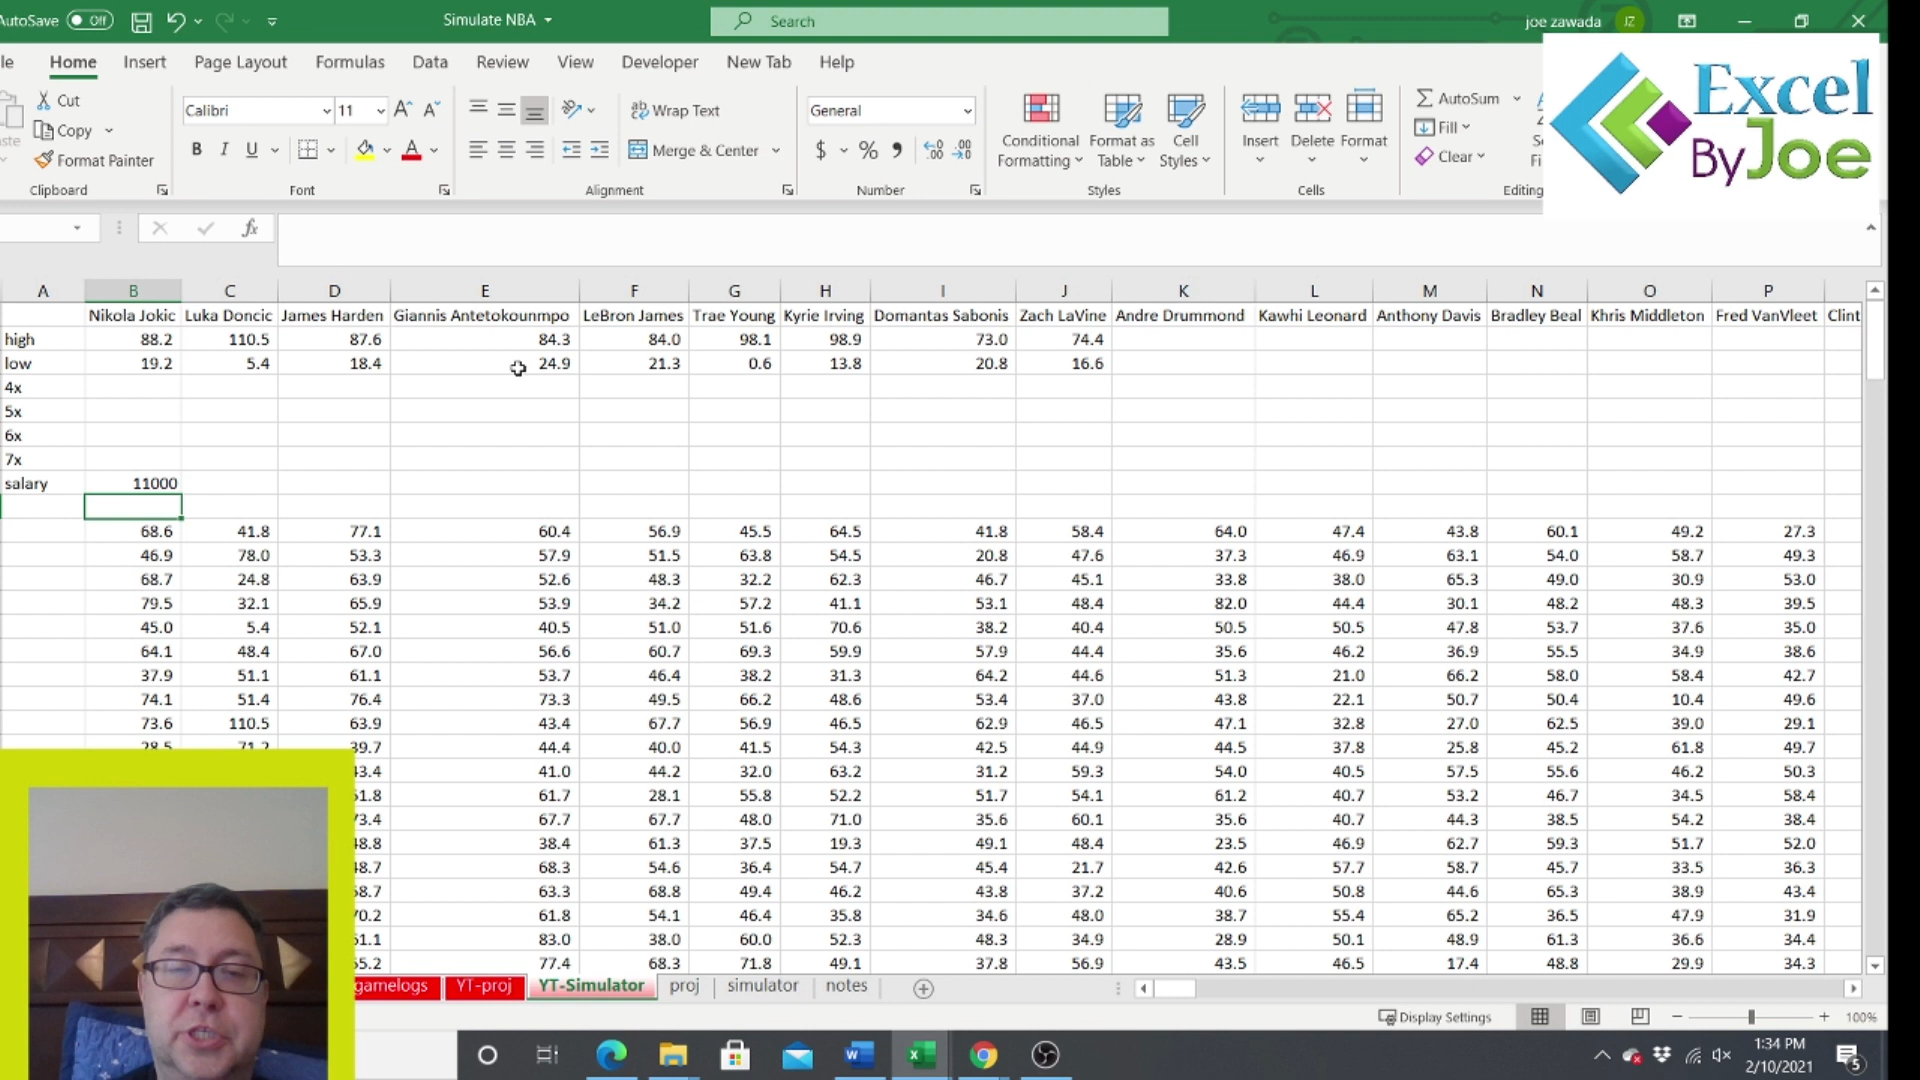 AutoSave Off Simulate NBA Search joe zawada JZ
Home Insert Page Layout Formulas Data Review View Developer New Tab Help
Excel ByJoe
Cut
Copy
Format Painter
Clipboard
Calibri 11
B I U
Font
Wrap Text
Merge & Center
Alignment
General
$ %
Number
Conditional Formatting
Format as Table
Cell Styles
Styles
Insert Delete Format
Cells
AutoSum
Fill
Clear
Editing
fx
A B C D E F G H I J K L M N O P
Nikola Jokic Luka Doncic James Harden Giannis Antetokounmpo LeBron James Trae Young Kyrie Irving Domantas Sabonis Zach LaVine Andre Drummond Kawhi Leonard Anthony Davis Bradley Beal Khris Middleton Fred VanVleet Clint
high 88.2 110.5 87.6 84.3 84.0 98.1 98.9 73.0 74.4
low 19.2 5.4 18.4 24.9 21.3 0.6 13.8 20.8 16.6
4x
5x
6x
7x
salary 11000
68.6 41.8 77.1 60.4 56.9 45.5 64.5 41.8 58.4 64.0 47.4 43.8 60.1 49.2 27.3
46.9 78.0 53.3 57.9 51.5 63.8 54.5 20.8 47.6 37.3 46.9 63.1 54.0 58.7 49.3
68.7 24.8 63.9 52.6 48.3 32.2 62.3 46.7 45.1 33.8 38.0 65.3 49.0 30.9 53.0
79.5 32.1 65.9 53.9 34.2 57.2 41.1 53.1 48.4 82.0 44.4 30.1 48.2 48.3 39.5
45.0 5.4 52.1 40.5 51.0 51.6 70.6 38.2 40.4 50.5 50.5 47.8 53.7 37.6 35.0
64.1 48.4 67.0 56.6 60.7 69.3 59.9 57.9 44.4 35.6 46.2 36.9 55.5 34.9 38.6
37.9 51.1 61.1 53.7 46.4 38.2 31.3 64.2 44.6 51.3 21.0 66.2 58.0 58.4 42.7
74.1 51.4 76.4 73.3 49.5 66.2 48.6 53.4 37.0 43.8 22.1 50.7 50.4 10.4 49.6
73.6 110.5 63.9 43.4 67.7 56.9 46.5 62.9 46.5 47.1 32.8 27.0 62.5 39.0 29.1
28.5 71.2 39.7 44.4 40.0 41.5 54.3 42.5 44.9 44.5 37.8 25.8 45.2 61.8 49.7
43.4 41.0 44.2 32.0 63.2 31.2 59.3 54.0 40.5 57.5 55.6 46.2 50.3
51.8 61.7 28.1 55.8 52.2 51.7 54.1 61.2 40.7 53.2 46.7 34.5 58.4
73.4 67.7 67.7 48.0 71.0 35.6 60.1 35.6 40.7 44.3 38.5 54.2 38.4
48.8 38.4 61.3 37.5 19.3 49.1 48.4 23.5 46.9 62.7 59.3 51.7 52.0
48.7 68.3 54.6 36.4 54.7 45.4 21.7 42.6 57.7 58.7 45.7 33.5 36.3
58.7 63.3 68.8 49.4 46.2 43.8 37.2 40.6 50.8 44.6 65.3 38.9 43.4
70.2 61.8 54.1 46.4 35.8 34.6 48.0 38.7 55.4 65.2 36.5 47.9 31.9
51.1 83.0 38.0 60.0 52.3 48.3 34.9 28.9 50.1 48.9 61.3 36.6 34.4
55.2 77.4 68.3 71.8 49.1 37.8 56.9 43.5 46.5 17.4 48.8 29.9 34.3
gamelogs YT-proj YT-Simulator proj simulator notes
Display Settings 100%
1:34 PM
2/10/2021
5